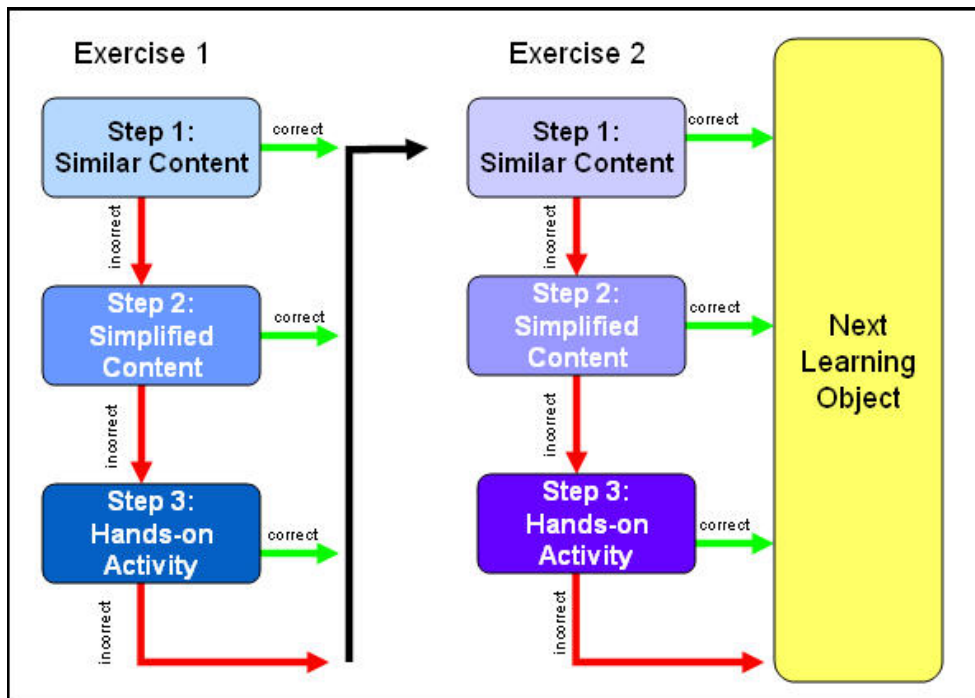 Exercise 1
Step 1:
Similar Content
correct
incorrect
Step 2:
Simplified
Content
correct
incorrect
Step 3:
Hands-on
Activity
correct
incorrect
Exercise 2
Step 1:
Similar Content
correct
incorrect
Step 2:
Simplified
Content
correct
incorrect
Step 3:
Hands-on
Activity
correct
incorrect
Next
Learning
Object